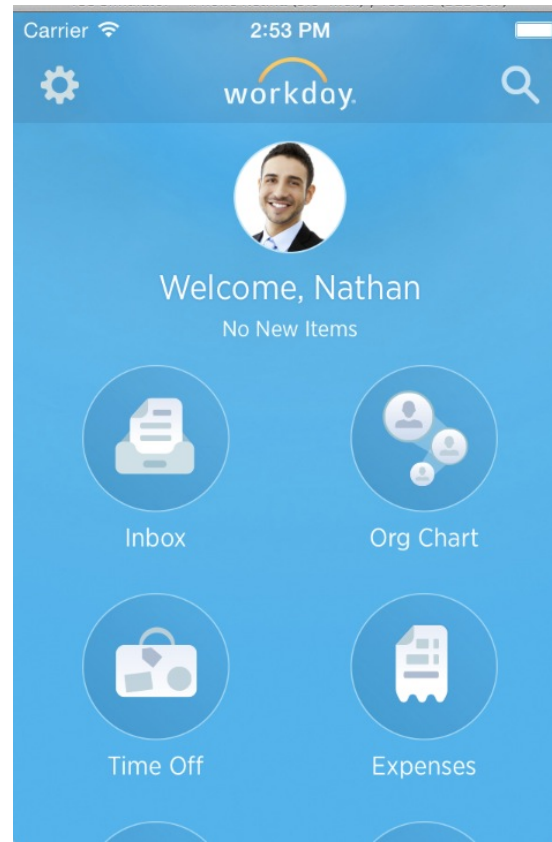 Carrier 2:53 PM
workday.
Welcome, Nathan
No New Items
Inbox Org Chart
Time Off Expenses